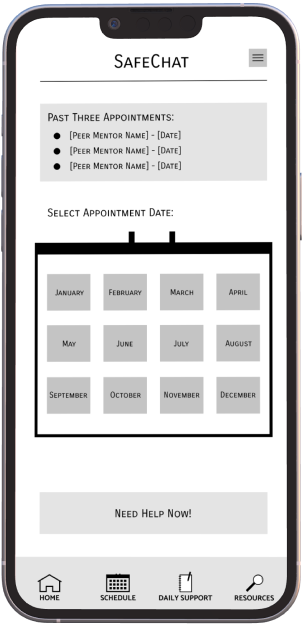 SafeChat
Past Three Appointments:
[Peer Mentor Name] - [Date]
[Peer Mentor Name] - [Date]
[Peer Mentor Name] - [Date]
Select Appointment Date:
January February March April
May June July August
September October November December
Need Help Now!
HOME SCHEDULE DAILY SUPPORT RESOURCES